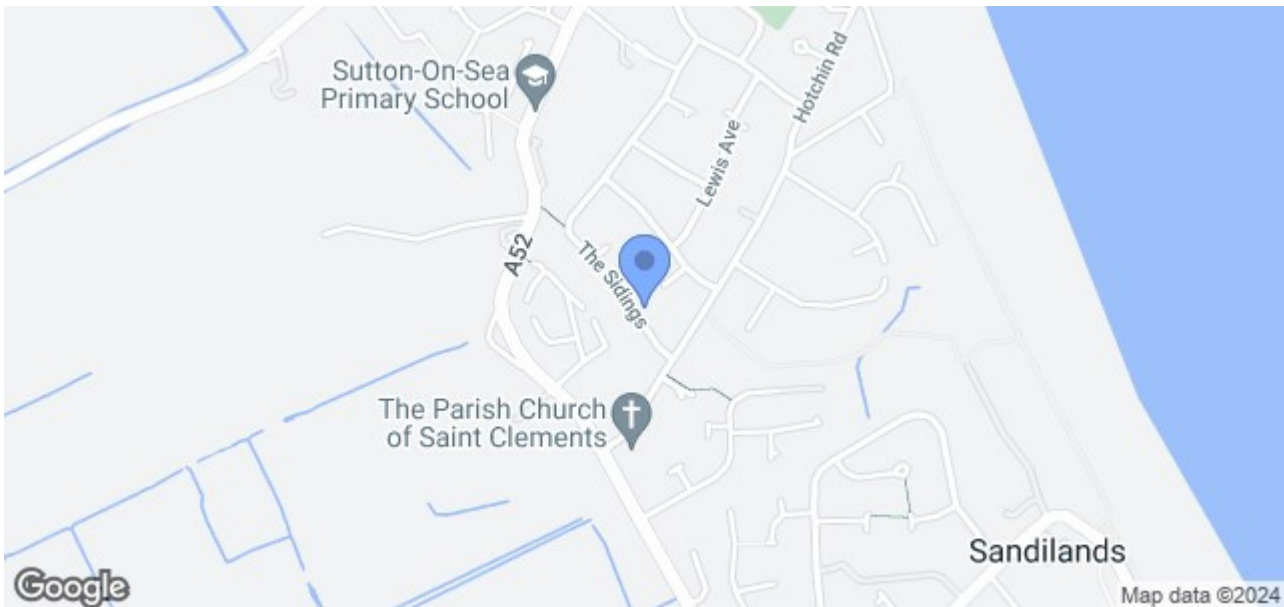 Sutton-On-Sea
Primary School
Hotchin Rd
Lewis Ave
A52
The Sidings
The Parish Church
of Saint Clements
Sandilands
Google
Map data ©2024